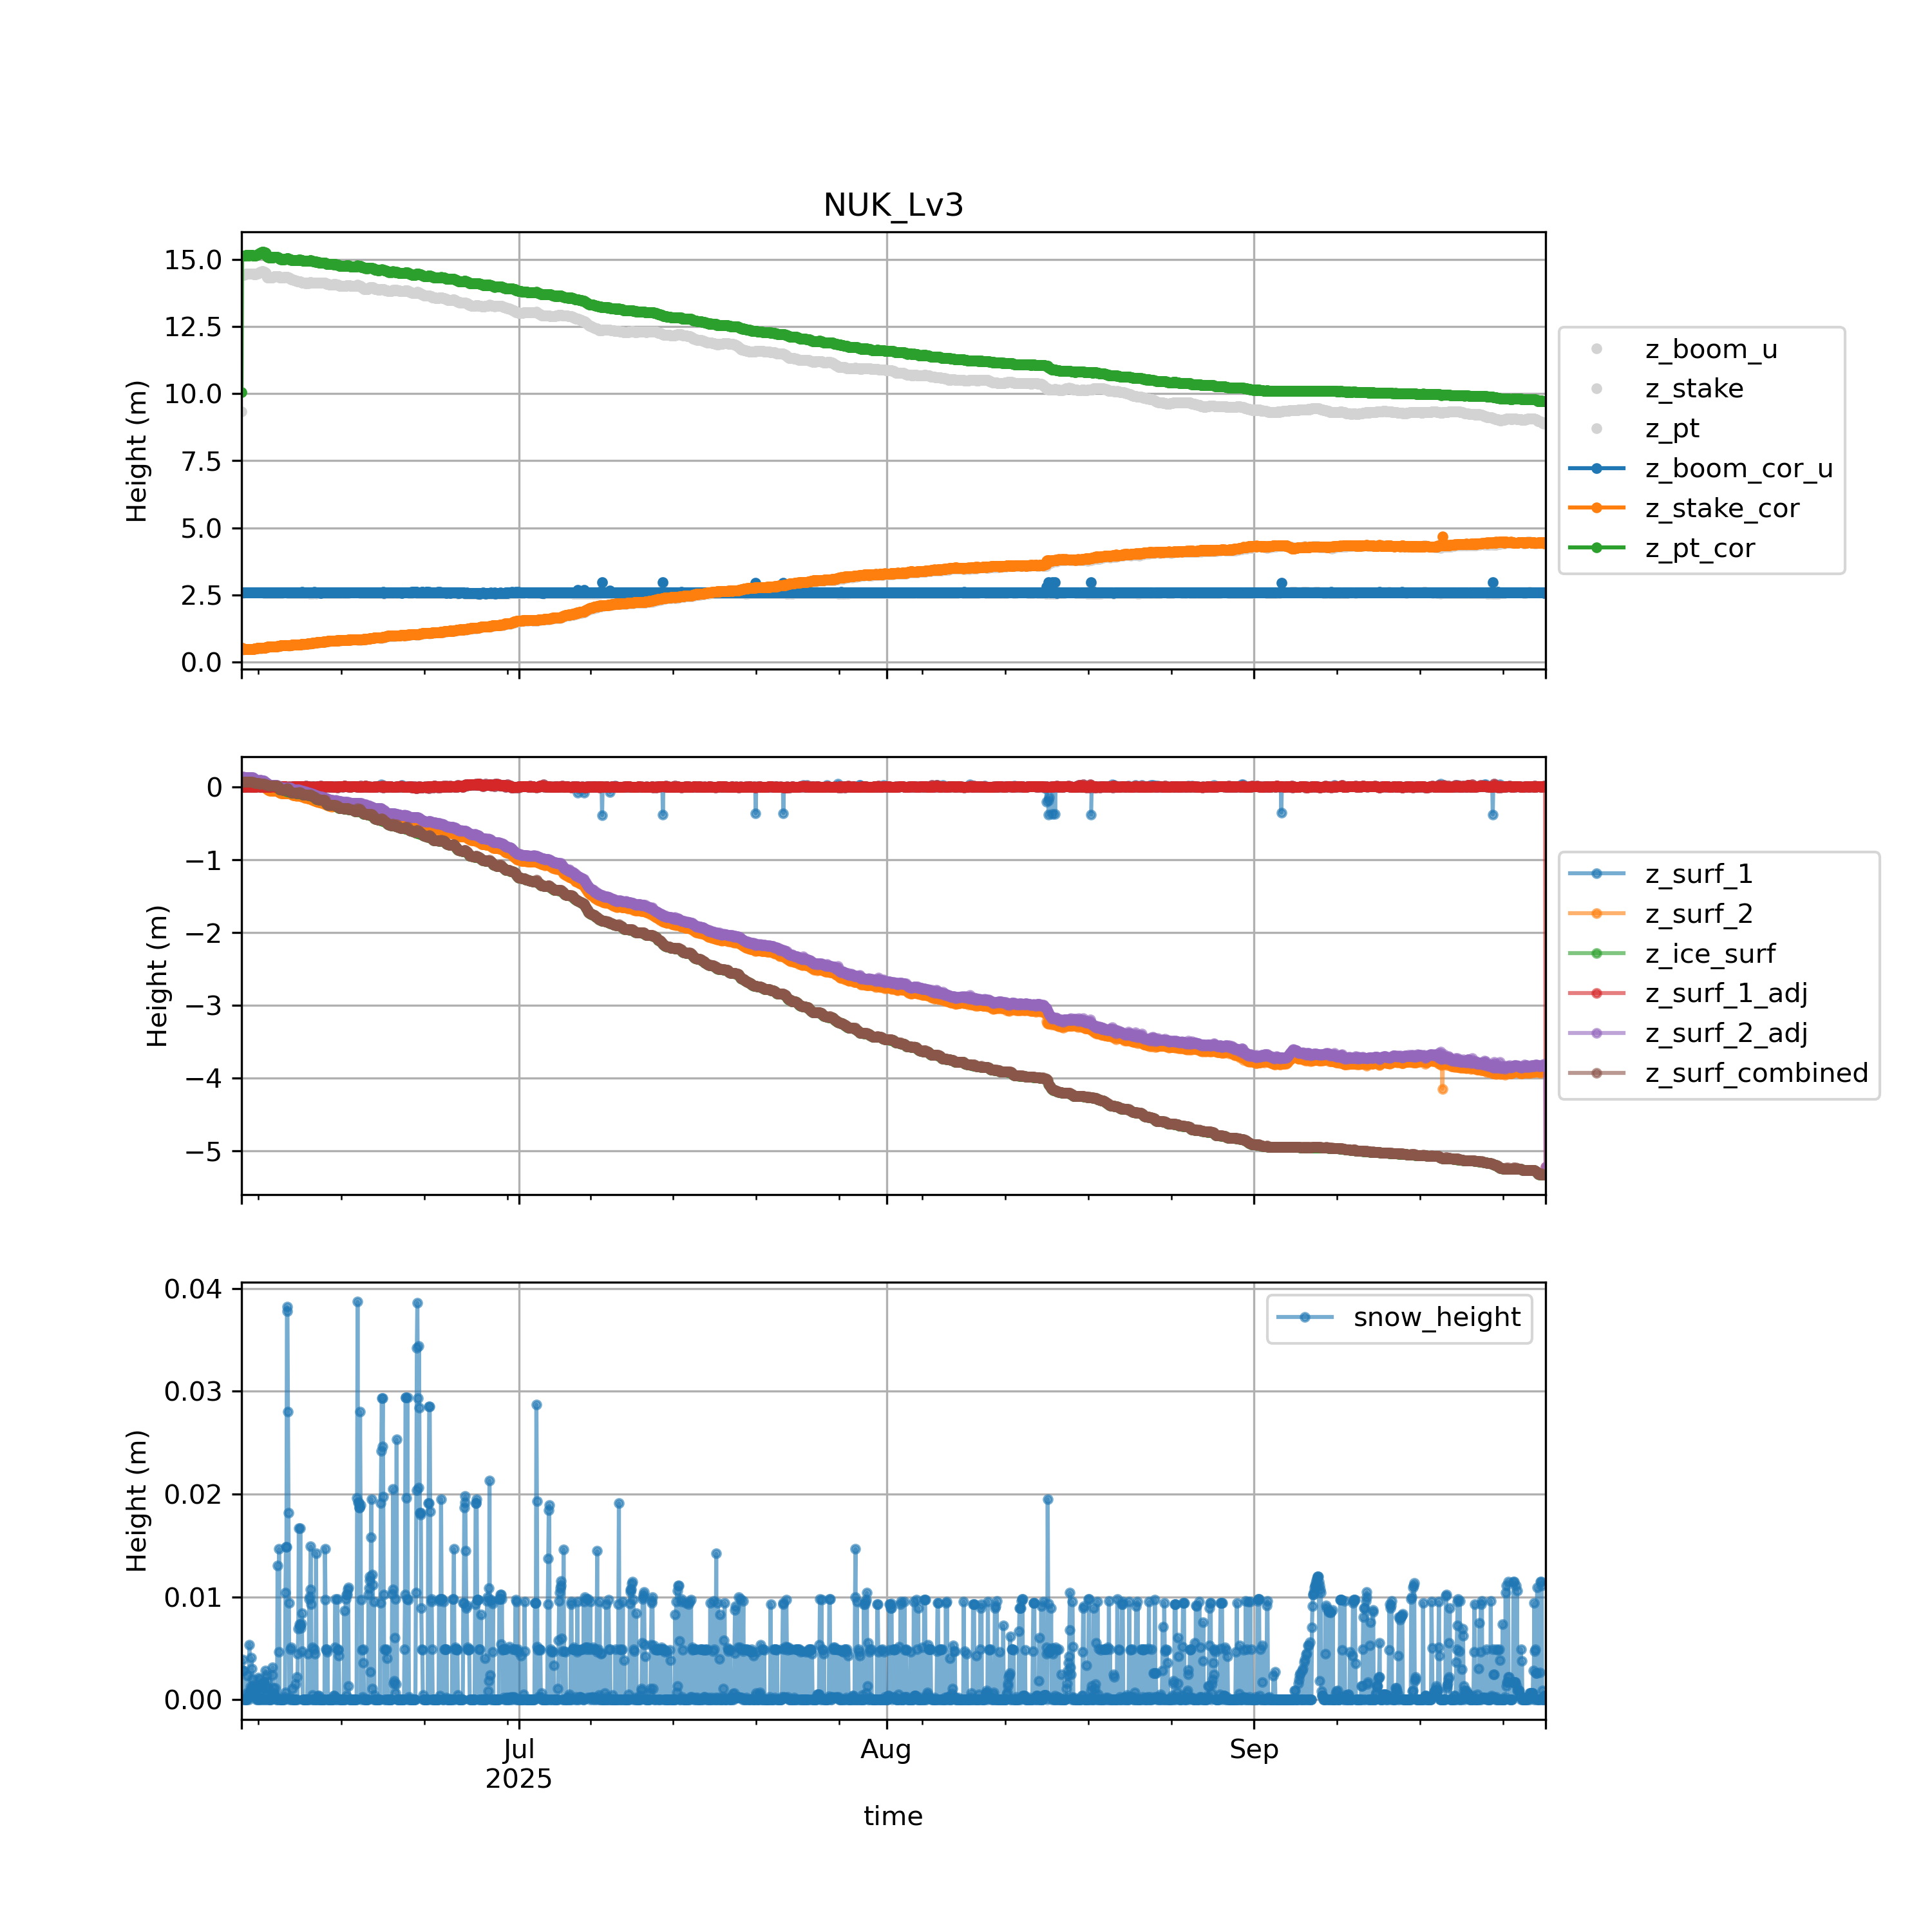 NUK_Lv3
15.0
12.5
10.0
7.5
5.0
2.5
0.0
Height (m)
z_boom_u
z_stake
z_pt
z_boom_cor_u
z_stake_cor
z_pt_cor
0
−1
−2
−3
−4
−5
Height (m)
z_surf_1
z_surf_2
z_ice_surf
z_surf_1_adj
z_surf_2_adj
z_surf_combined
0.04
0.03
0.02
0.01
0.00
Height (m)
snow_height
Jul Aug Sep
2025
time